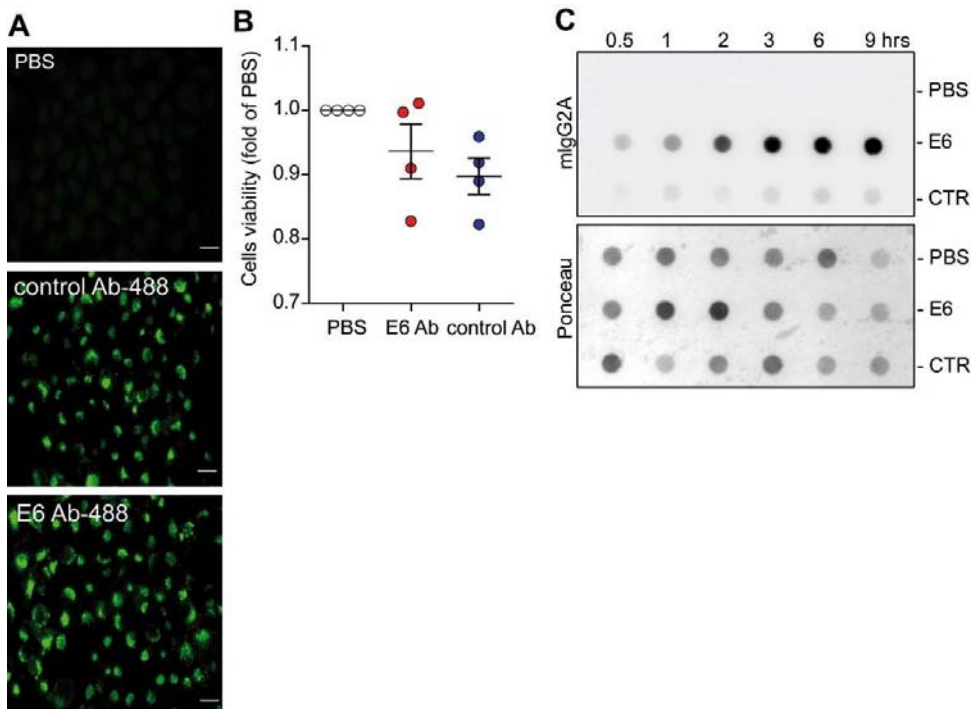 A
PBS
control Ab-488
E6 Ab-488
B
Cells viability (fold of PBS)
1.1
1.0
0.9
0.8
0.7
PBS E6 Ab control Ab
C
0.5 1 2 3 6 9 hrs
mIgG2A
- PBS
- E6
- CTR
Ponceau
- PBS
- E6
- CTR